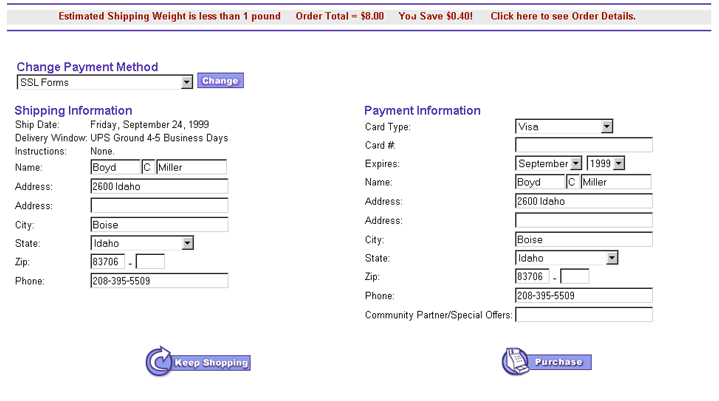 Estimated Shipping Weight is less than 1 pound Order Total = $8.00 You Save $0.40! Click here to see Order Details.
Change Payment Method
SSL Forms Change
Shipping Information
Ship Date: Friday, September 24, 1999
Delivery Window: UPS Ground 4-5 Business Days
Instructions: None.
Name: Boyd C Miller
Address: 2600 Idaho
Address:
City: Boise
State: Idaho
Zip: 83706 -
Phone: 208-395-5509
Keep Shopping
Payment Information
Card Type: Visa
Card #:
Expires: September 1999
Name: Boyd C Miller
Address: 2600 Idaho
Address:
City: Boise
State: Idaho
Zip: 83706 -
Phone: 208-395-5509
Community Partner/Special Offers:
Purchase